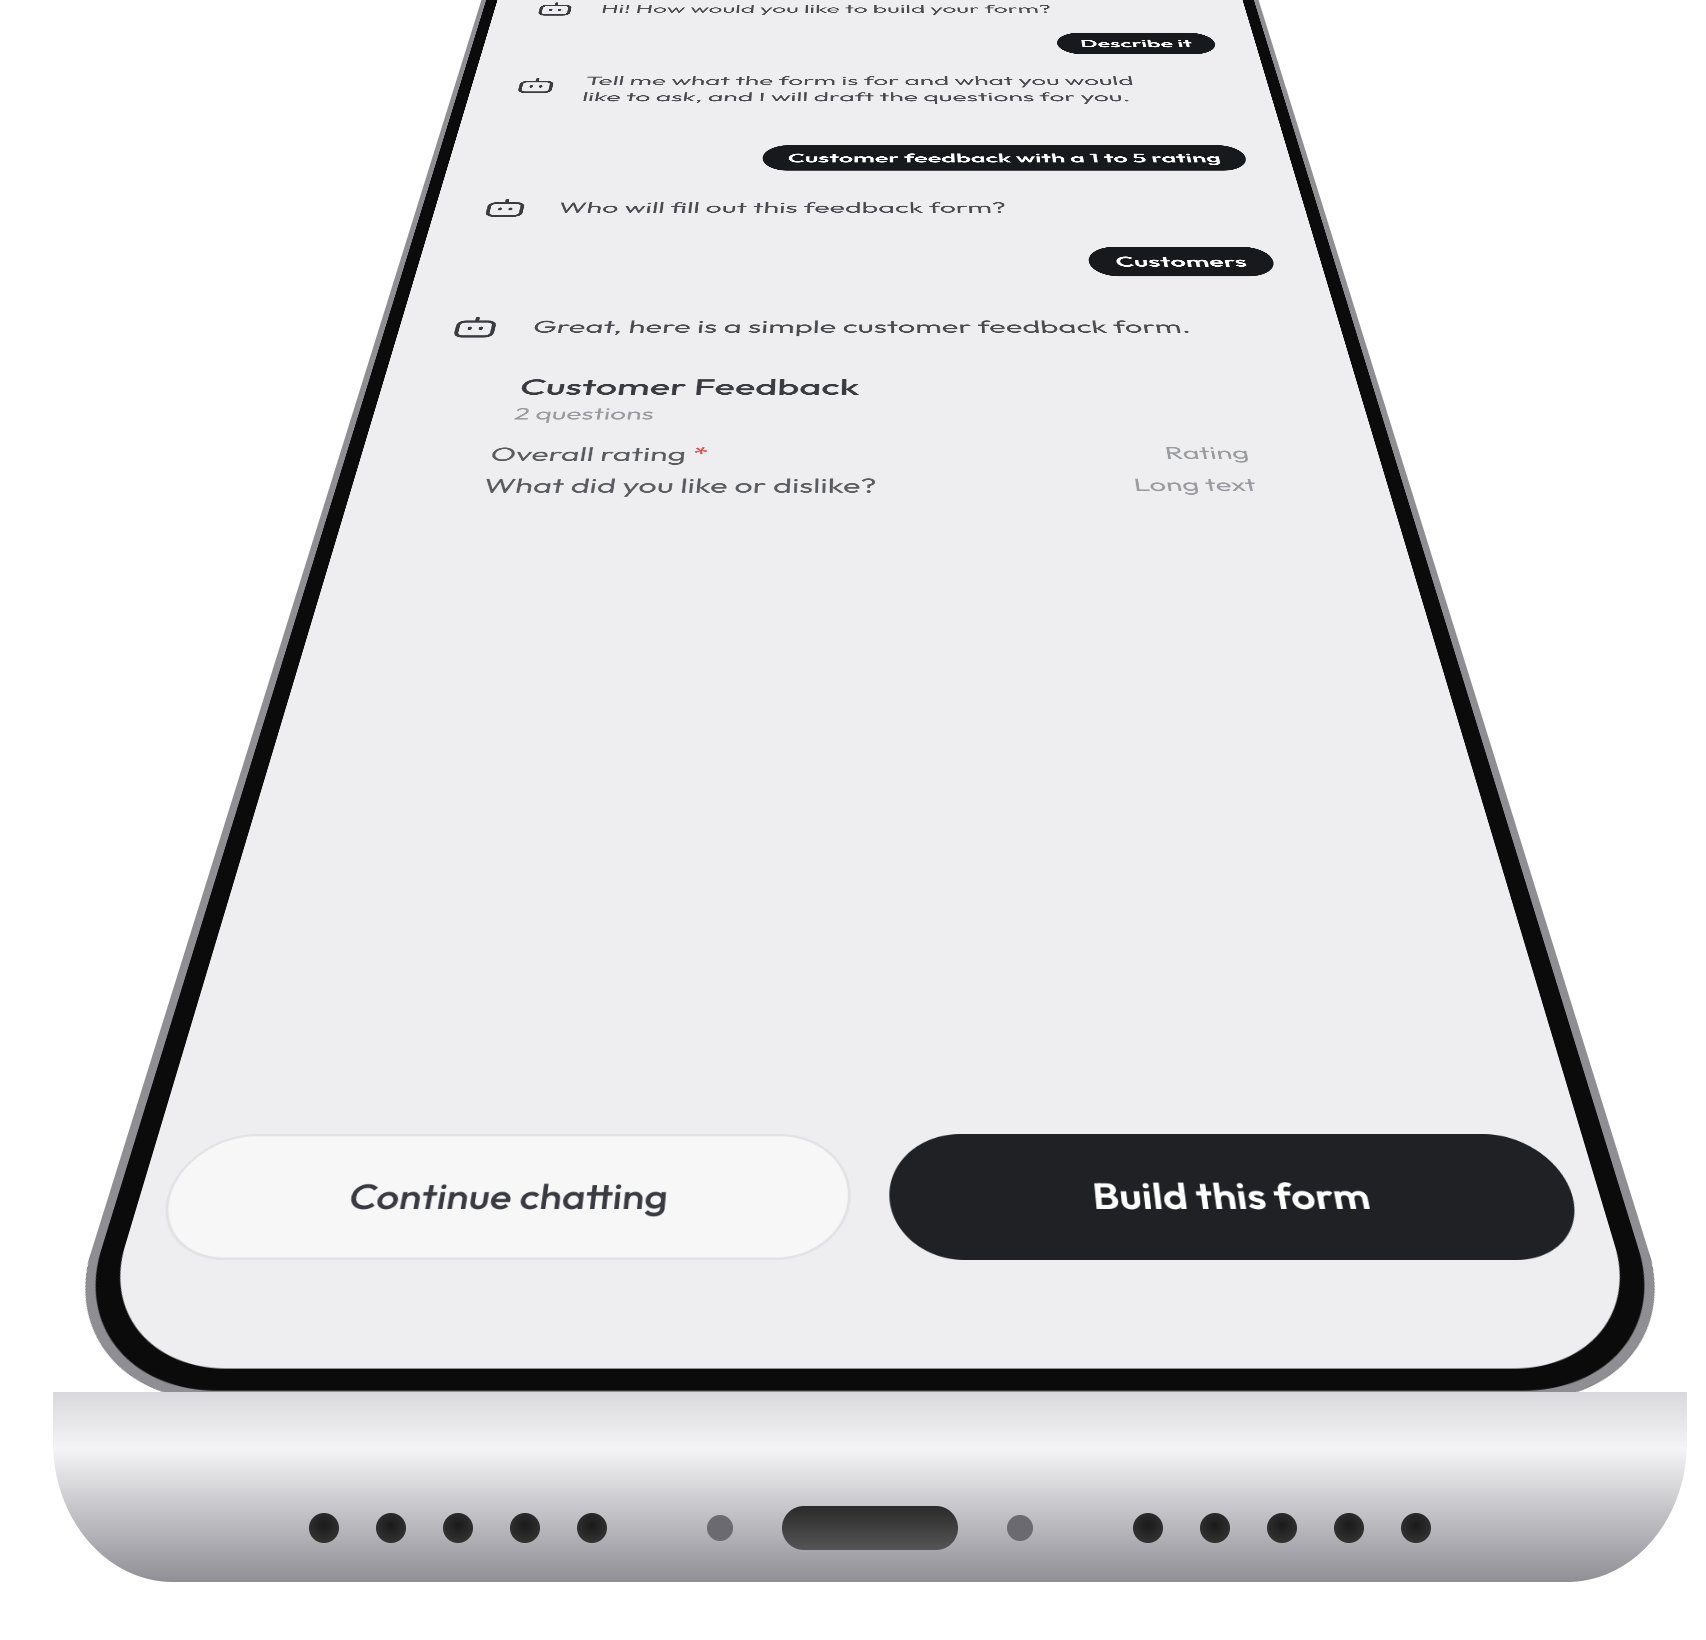 Hi! How would you like to build your form?
Describe it
Tell me what the form is for and what you would
like to ask, and I will draft the questions for you.
Customer feedback with a 1 to 5 rating
Who will fill out this feedback form?
Customers
Great, here is a simple customer feedback form.
Customer Feedback
2 questions
Overall rating * Rating
What did you like or dislike? Long text
Continue chatting
Build this form